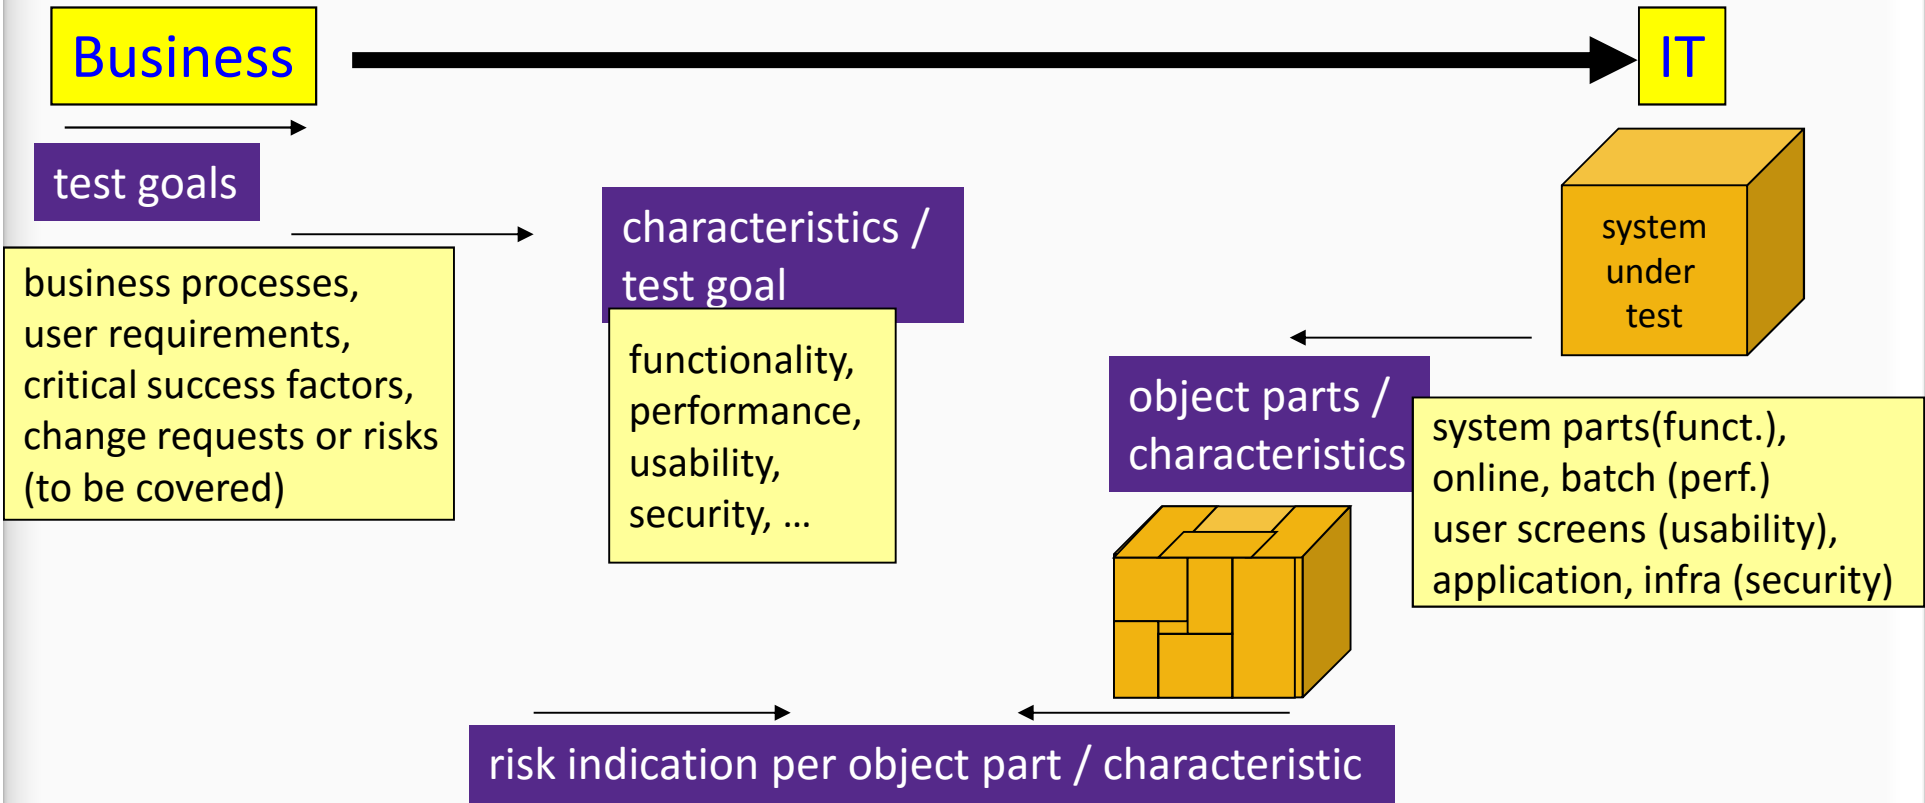 Business
IT
test goals
business processes,
user requirements,
critical success factors,
change requests or risks
(to be covered)
characteristics /
test goal
functionality,
performance,
usability,
security, ...
system
under
test
object parts /
characteristics
system parts(funct.),
online, batch (perf.)
user screens (usability),
application, infra (security)
risk indication per object part / characteristic